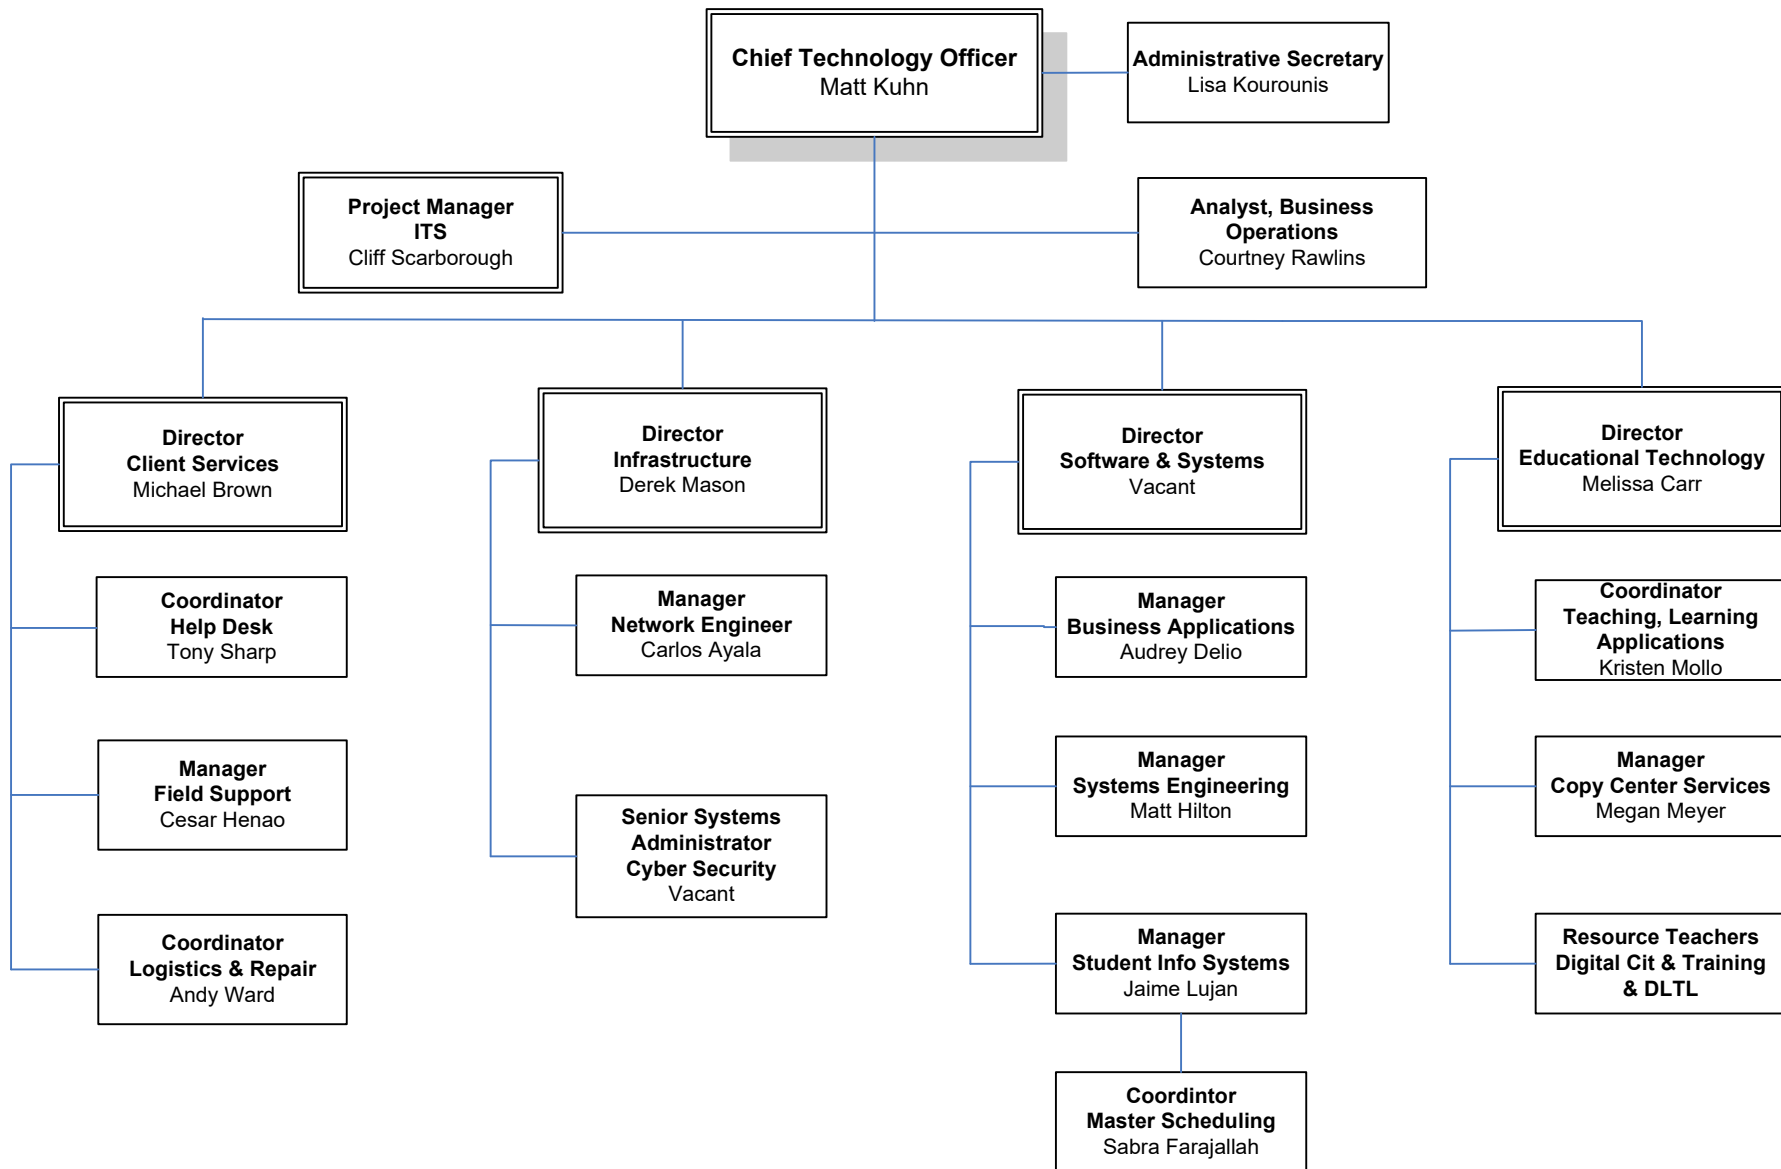 Chief Technology Officer
Matt Kuhn
Administrative Secretary
Lisa Kourounis
Project Manager
ITS
Cliff Scarborough
Analyst, Business
Operations
Courtney Rawlins
Director
Client Services
Michael Brown
Director
Infrastructure
Derek Mason
Director
Software & Systems
Vacant
Director
Educational Technology
Melissa Carr
Coordinator
Help Desk
Tony Sharp
Manager
Network Engineer
Carlos Ayala
Manager
Business Applications
Audrey Delio
Coordinator
Teaching, Learning
Applications
Kristen Mollo
Manager
Field Support
Cesar Henao
Senior Systems
Administrator
Cyber Security
Vacant
Manager
Systems Engineering
Matt Hilton
Manager
Copy Center Services
Megan Meyer
Coordinator
Logistics & Repair
Andy Ward
Manager
Student Info Systems
Jaime Lujan
Resource Teachers
Digital Cit & Training
& DLTL
Coordintor
Master Scheduling
Sabra Farajallah